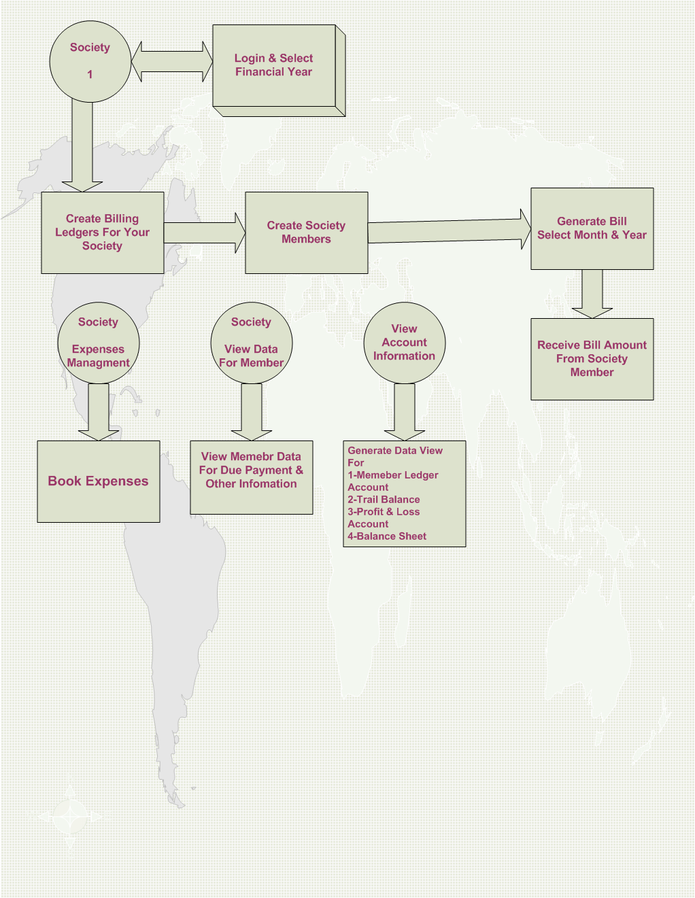 Society
1
Login & Select
Financial Year
Create Billing
Ledgers For Your
Society
Create Society
Members
Generate Bill
Select Month & Year
Receive Bill Amount
From Society
Member
Society
Expenses
Managment
Society
View Data
For Member
View
Account
Information
Book Expenses
View Memebr Data
For Due Payment &
Other Infomation
Generate Data View
For
1-Memeber Ledger
Account
2-Trail Balance
3-Profit & Loss
Account
4-Balance Sheet